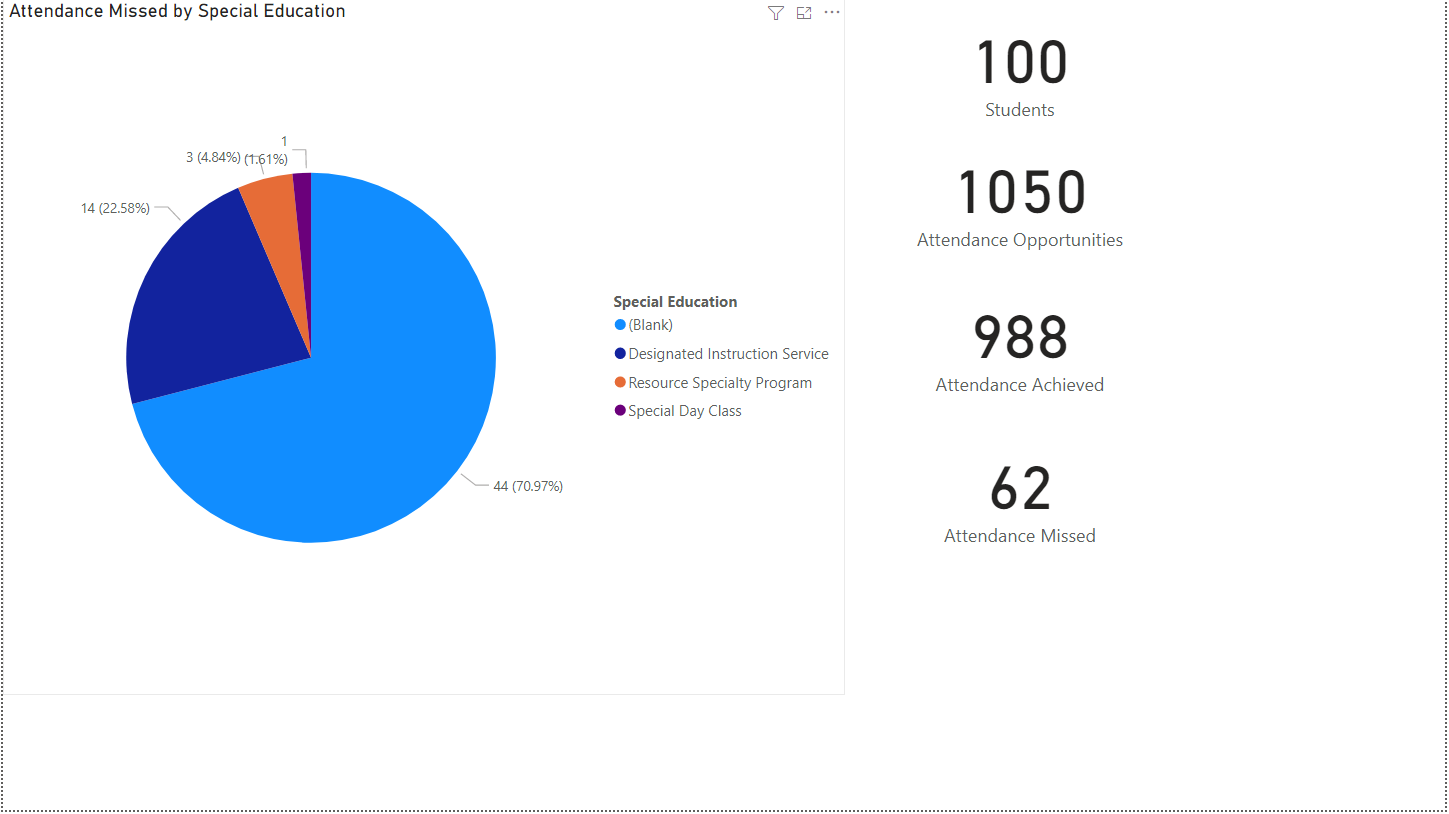 Attendance Missed by Special Education
1
(1.61%)
3 (4.84%)
14 (22.58%)
44 (70.97%)
Special Education
(Blank)
Designated Instruction Service
Resource Specialty Program
Special Day Class
100
Students
1050
Attendance Opportunities
988
Attendance Achieved
62
Attendance Missed